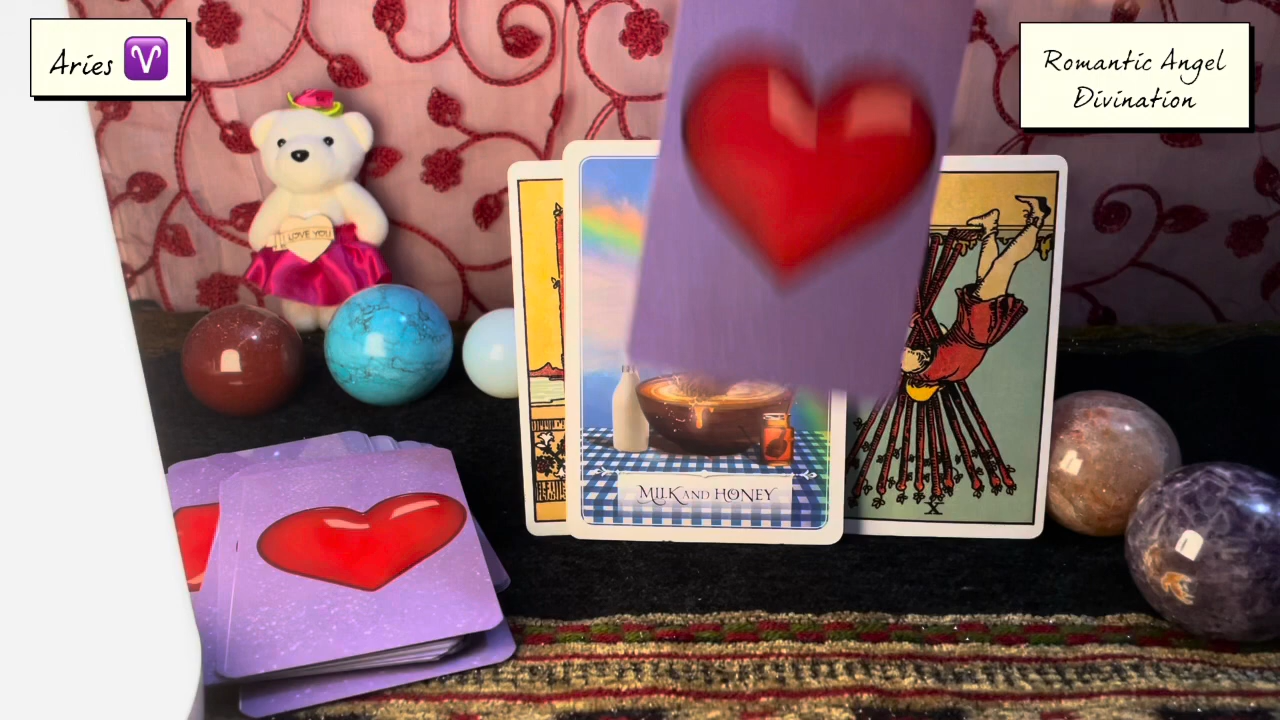 Aries ♈
Romantic Angel
Divination
LOVE YOU
MILK AND HONEY
X